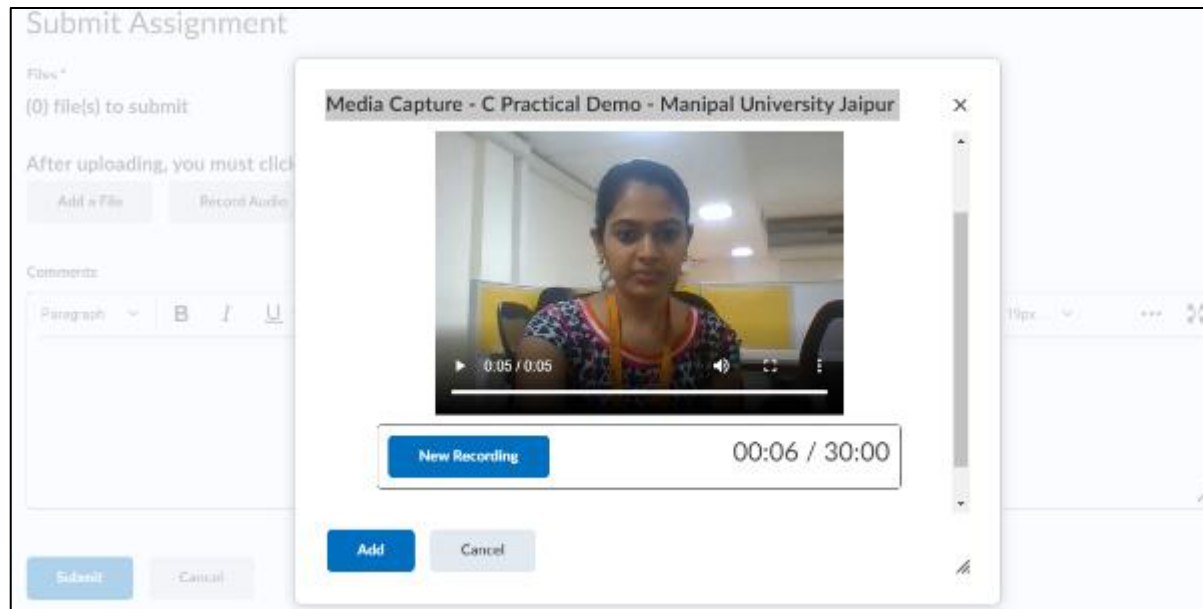 Submit Assignment
Files *
(0) file(s) to submit
After uploading, you must click
Add a File
Record Audio
Comments
Paragraph
B I U
19px
Submit
Cancel
Media Capture - C Practical Demo - Manipal University Jaipur
0:05 / 0:05
New Recording
00:06 / 30:00
Add
Cancel